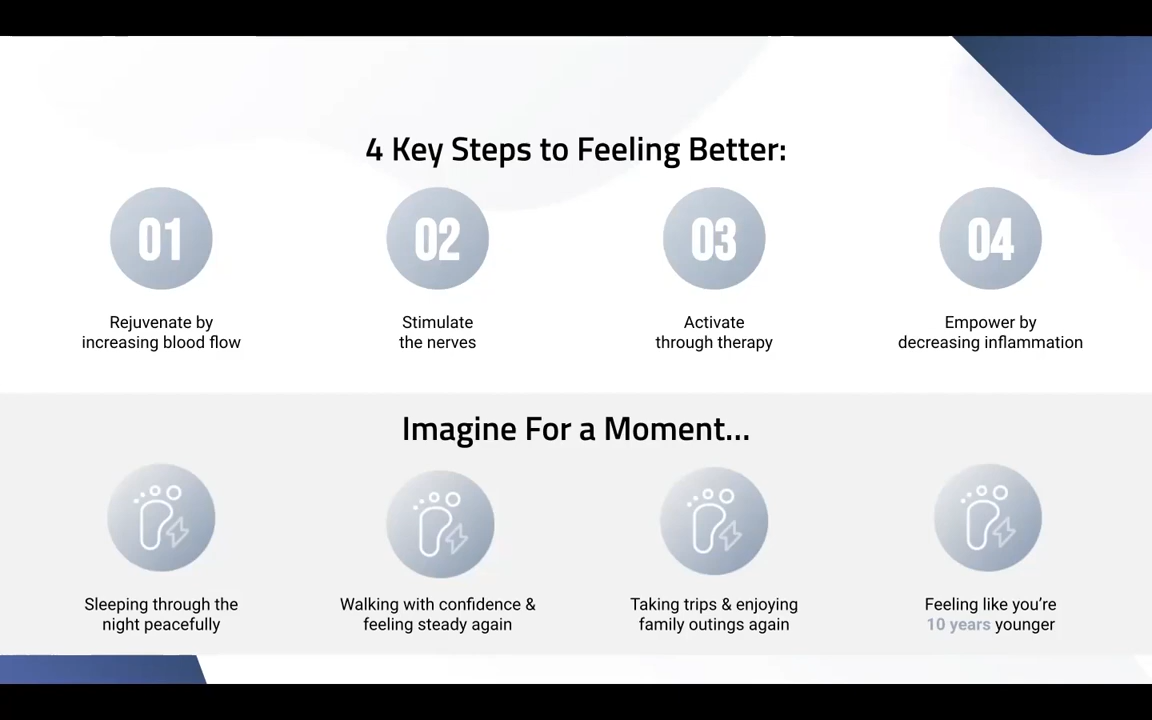 4 Key Steps to Feeling Better:
01
02
03
04
Rejuvenate by
increasing blood flow
Stimulate
the nerves
Activate
through therapy
Empower by
decreasing inflammation
Imagine For a Moment...
Sleeping through the
night peacefully
Walking with confidence &
feeling steady again
Taking trips & enjoying
family outings again
Feeling like you’re
10 years younger